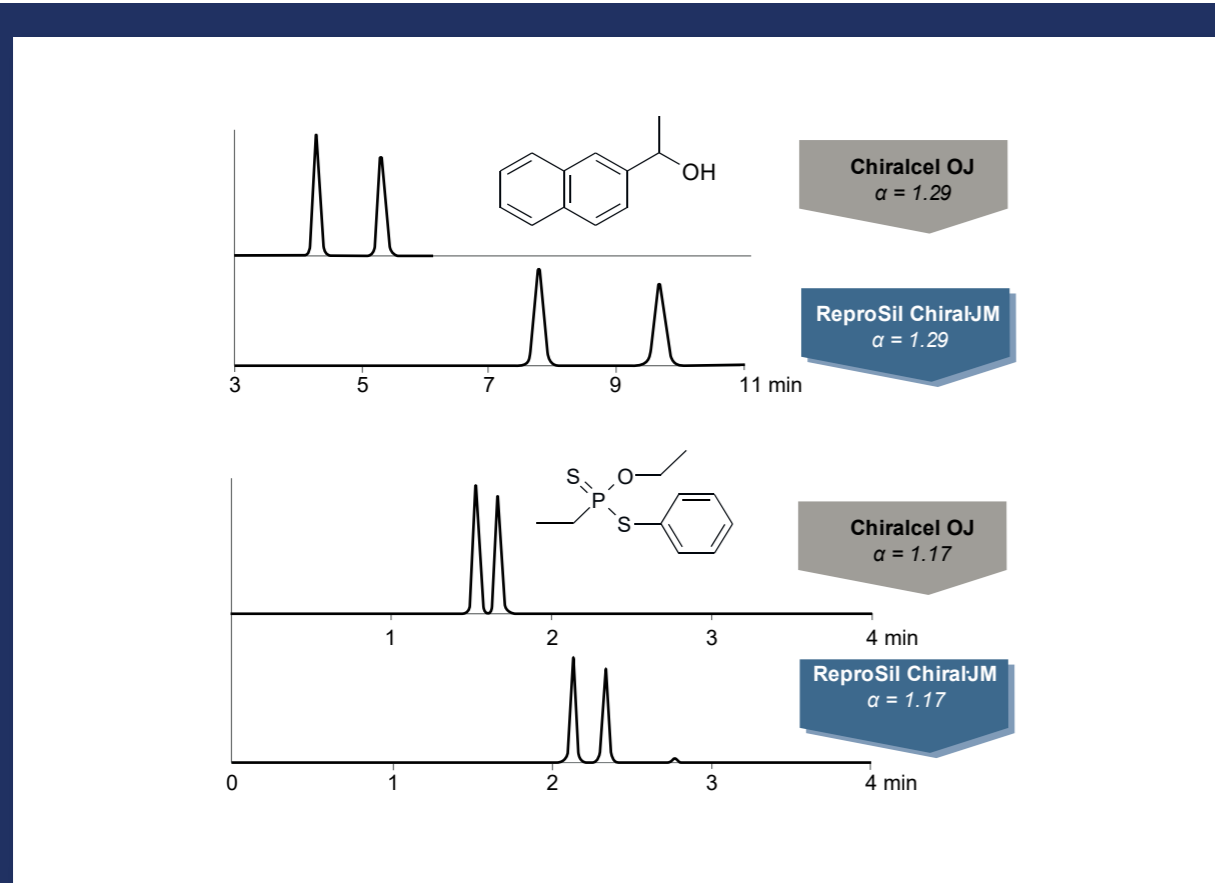 OH
Chiralcel OJ
α = 1.29
ReproSil Chiral-JM
α = 1.29
3 5 7 9 11 min
S O
P
S
Chiralcel OJ
α = 1.17
1 2 3 4 min
ReproSil Chiral-JM
α = 1.17
0 1 2 3 4 min